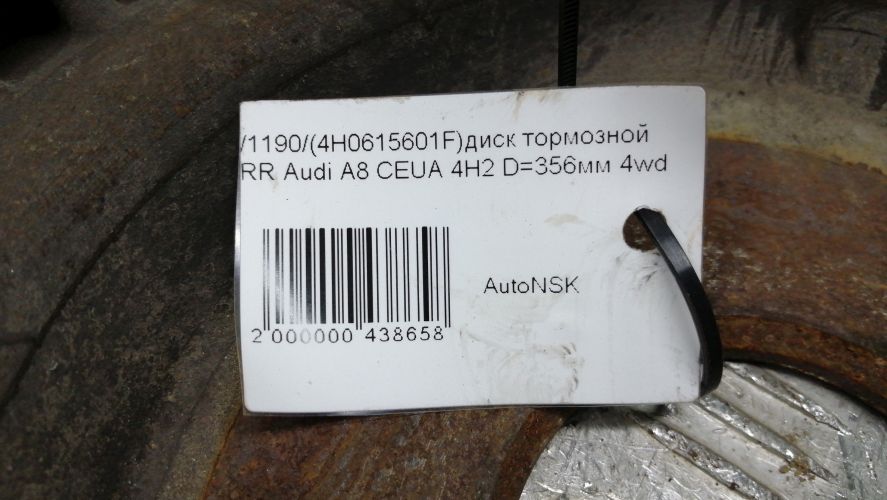 /1190/(4H0615601F)диск тормозной
RR Audi A8 CEUA 4H2 D=356мм 4wd
AutoNSK
2 000000 438658